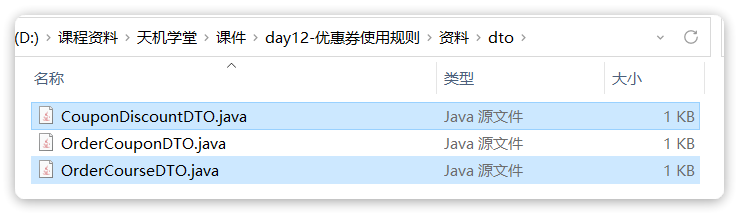 (D:) › 课程资料 › 天机学堂 › 课件 › day12-优惠券使用规则 › 资料 › dto ›
名称 类型 大小
CouponDiscountDTO.java Java 源文件 1 KB
OrderCouponDTO.java Java 源文件 1 KB
OrderCourseDTO.java Java 源文件 1 KB